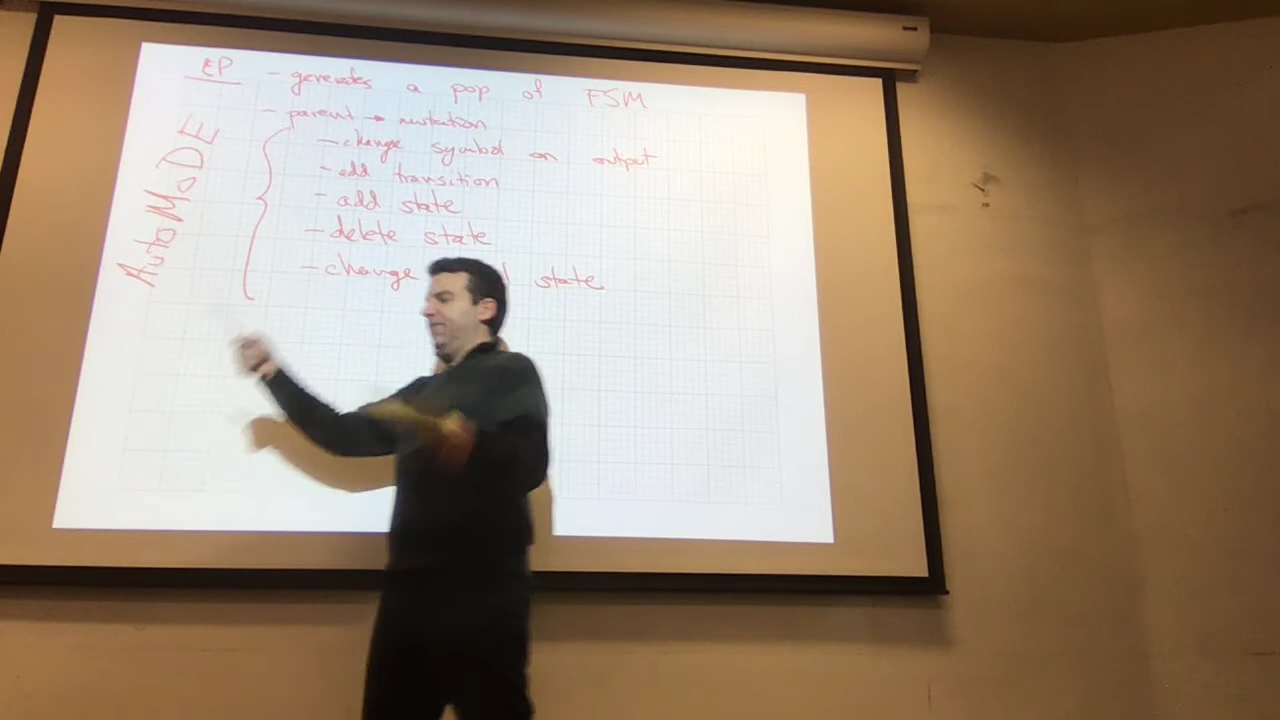 EP - generates a pop of FSM
- parent → mutation
- change symbol on output
- add transition
- add state
- delete state
- change state
AutoMoDE